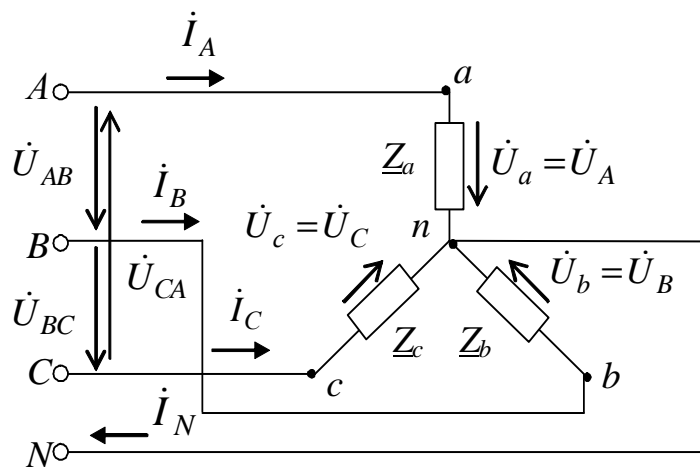 İ_A
A
a
U̇_AB
Z_a
U̇_a = U̇_A
İ_B
U̇_c = U̇_C
n
B
U̇_CA
U̇_b = U̇_B
U̇_BC
İ_C
Z_c
Z_b
C
c
b
İ_N
N